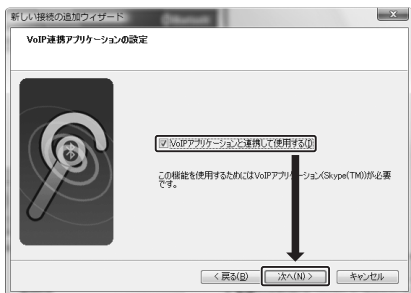 新しい接続の追加ウィザード
VoIP連携アプリケーションの設定
VoIPアプリケーションと連携して使用する(I)
この機能を使用するためにはVoIPアプリケーション(Skype(TM))が必要
です。
< 戻る(B)
次へ(N) >
キャンセル